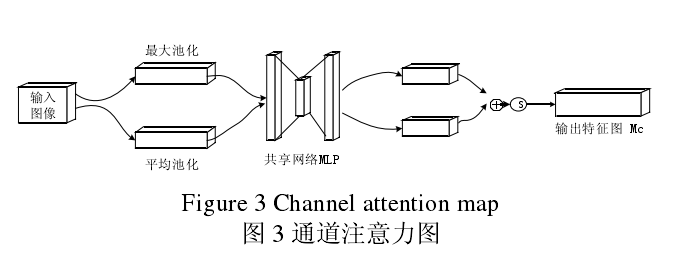 最大池化
输入
图像
平均池化
共享网络MLP
S
输出特征图 Mc
Figure 3 Channel attention map
图 3 通道注意力图